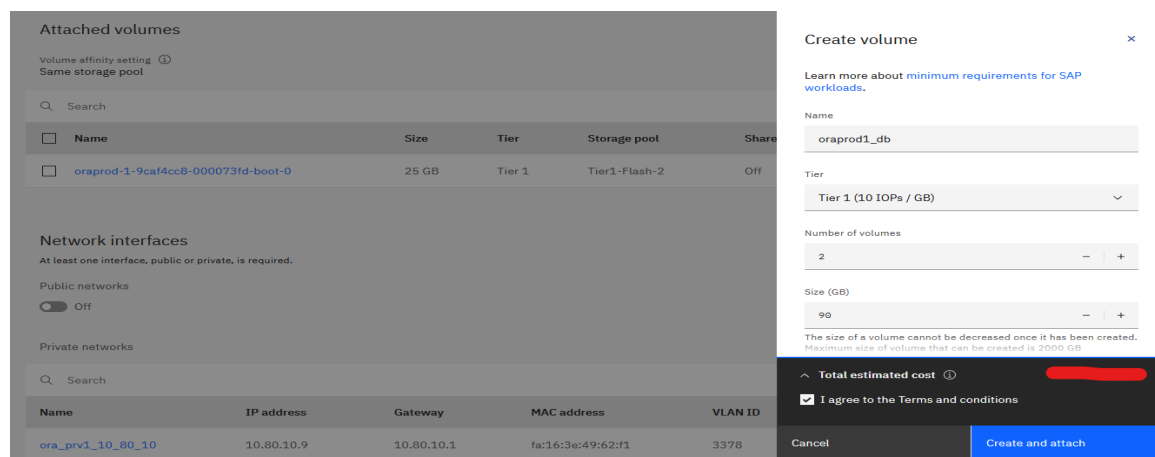 Attached volumes
Volume affinity setting
Same storage pool
Search
Name Size Tier Storage pool Share
oraprod-1-9caf4cc8-000073fd-boot-0 25 GB Tier 1 Tier1-Flash-2 Off
Network interfaces
At least one interface, public or private, is required.
Public networks
Off
Private networks
Search
Name IP address Gateway MAC address VLAN ID
ora_prv1_10_80_10 10.80.10.9 10.80.10.1 fa:16:3e:49:62:f1 3378
Create volume
Learn more about minimum requirements for SAP
workloads.
Name
oraprod1_db
Tier
Tier 1 (10 IOPs / GB)
Number of volumes
2
Size (GB)
90
The size of a volume cannot be decreased once it has been created.
Maximum size of volume that can be created is 2000 GB
Total estimated cost
I agree to the Terms and conditions
Cancel Create and attach